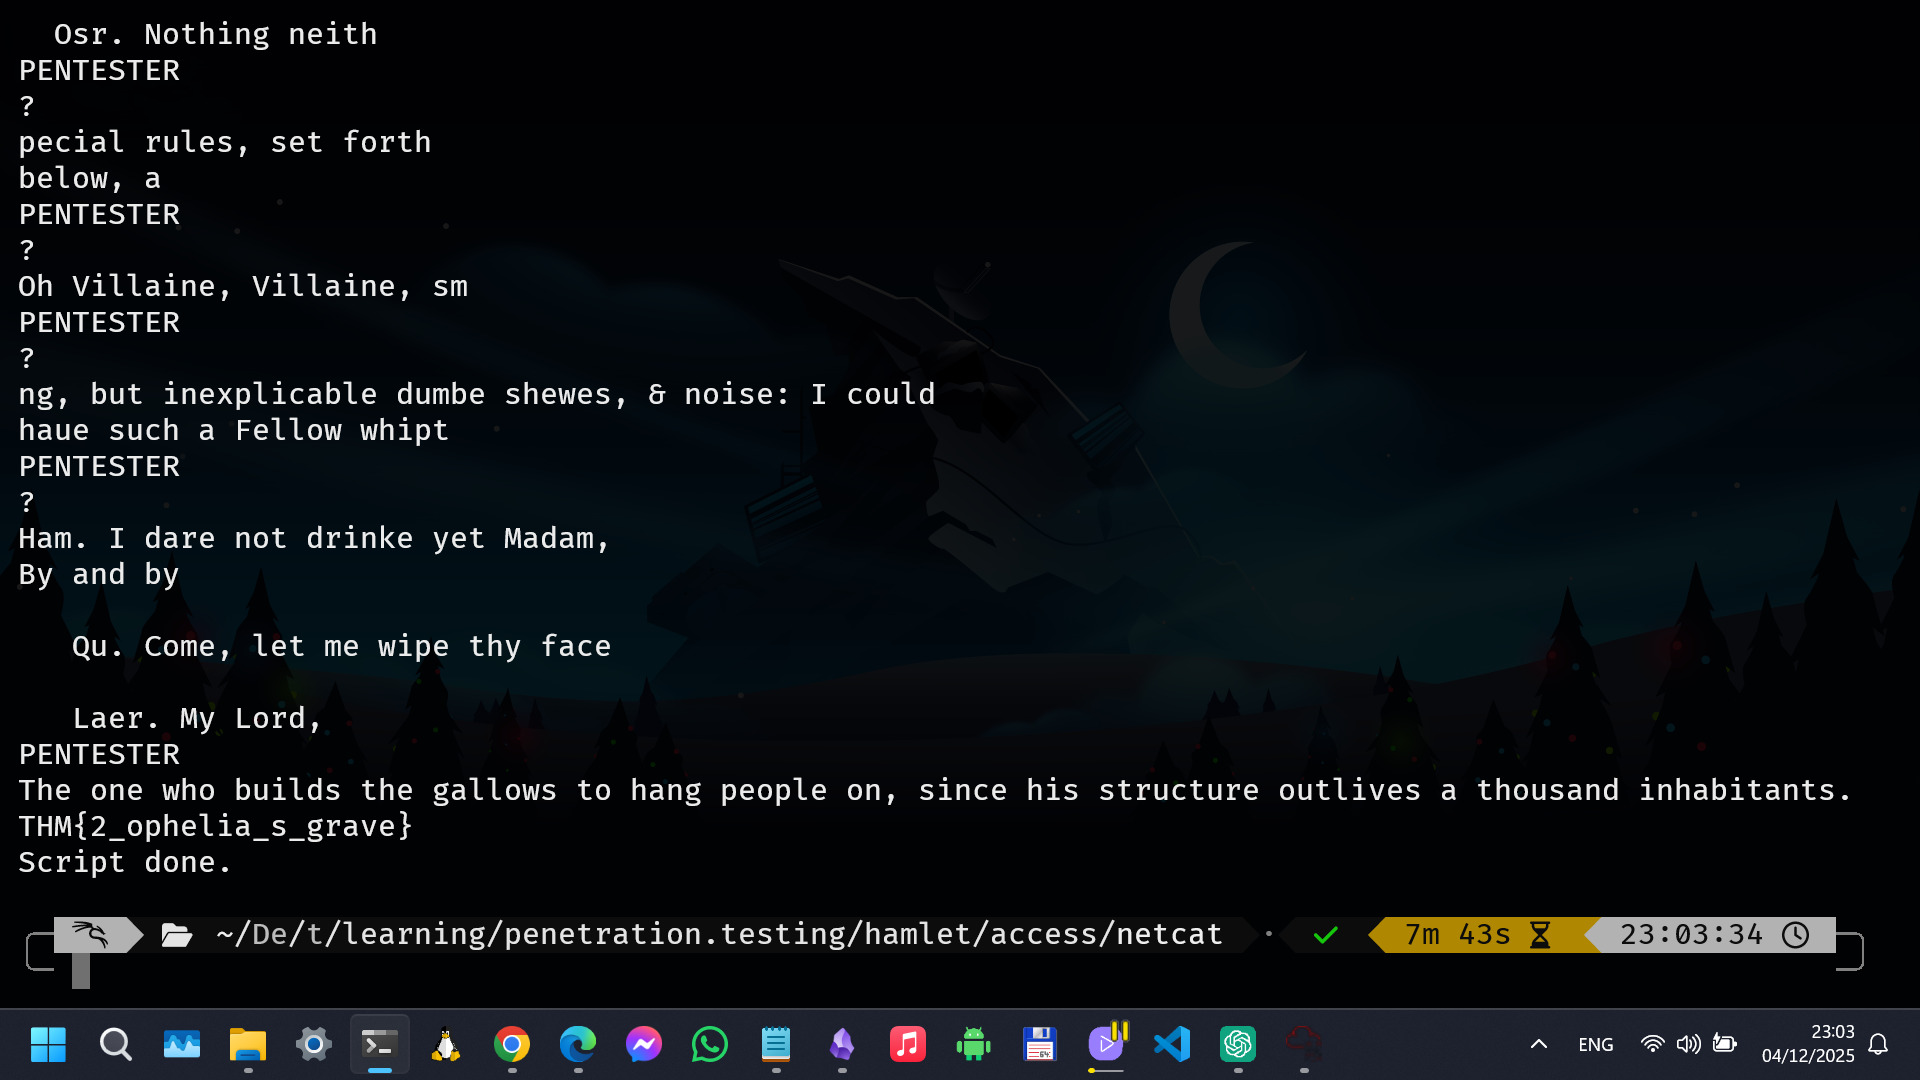 Osr. Nothing neith
PENTESTER
?
pecial rules, set forth
below, a
PENTESTER
?
Oh Villaine, Villaine, sm
PENTESTER
?
ng, but inexplicable dumbe shewes, & noise: I could
haue such a Fellow whipt
PENTESTER
?
Ham. I dare not drinke yet Madam,
By and by
Qu. Come, let me wipe thy face
Laer. My Lord,
PENTESTER
The one who builds the gallows to hang people on, since his structure outlives a thousand inhabitants.
THM{2_ophelia_s_grave}
Script done.
~/De/t/learning/penetration.testing/hamlet/access/netcat · 7m 43s 23:03:34
ENG 23:03
04/12/2025